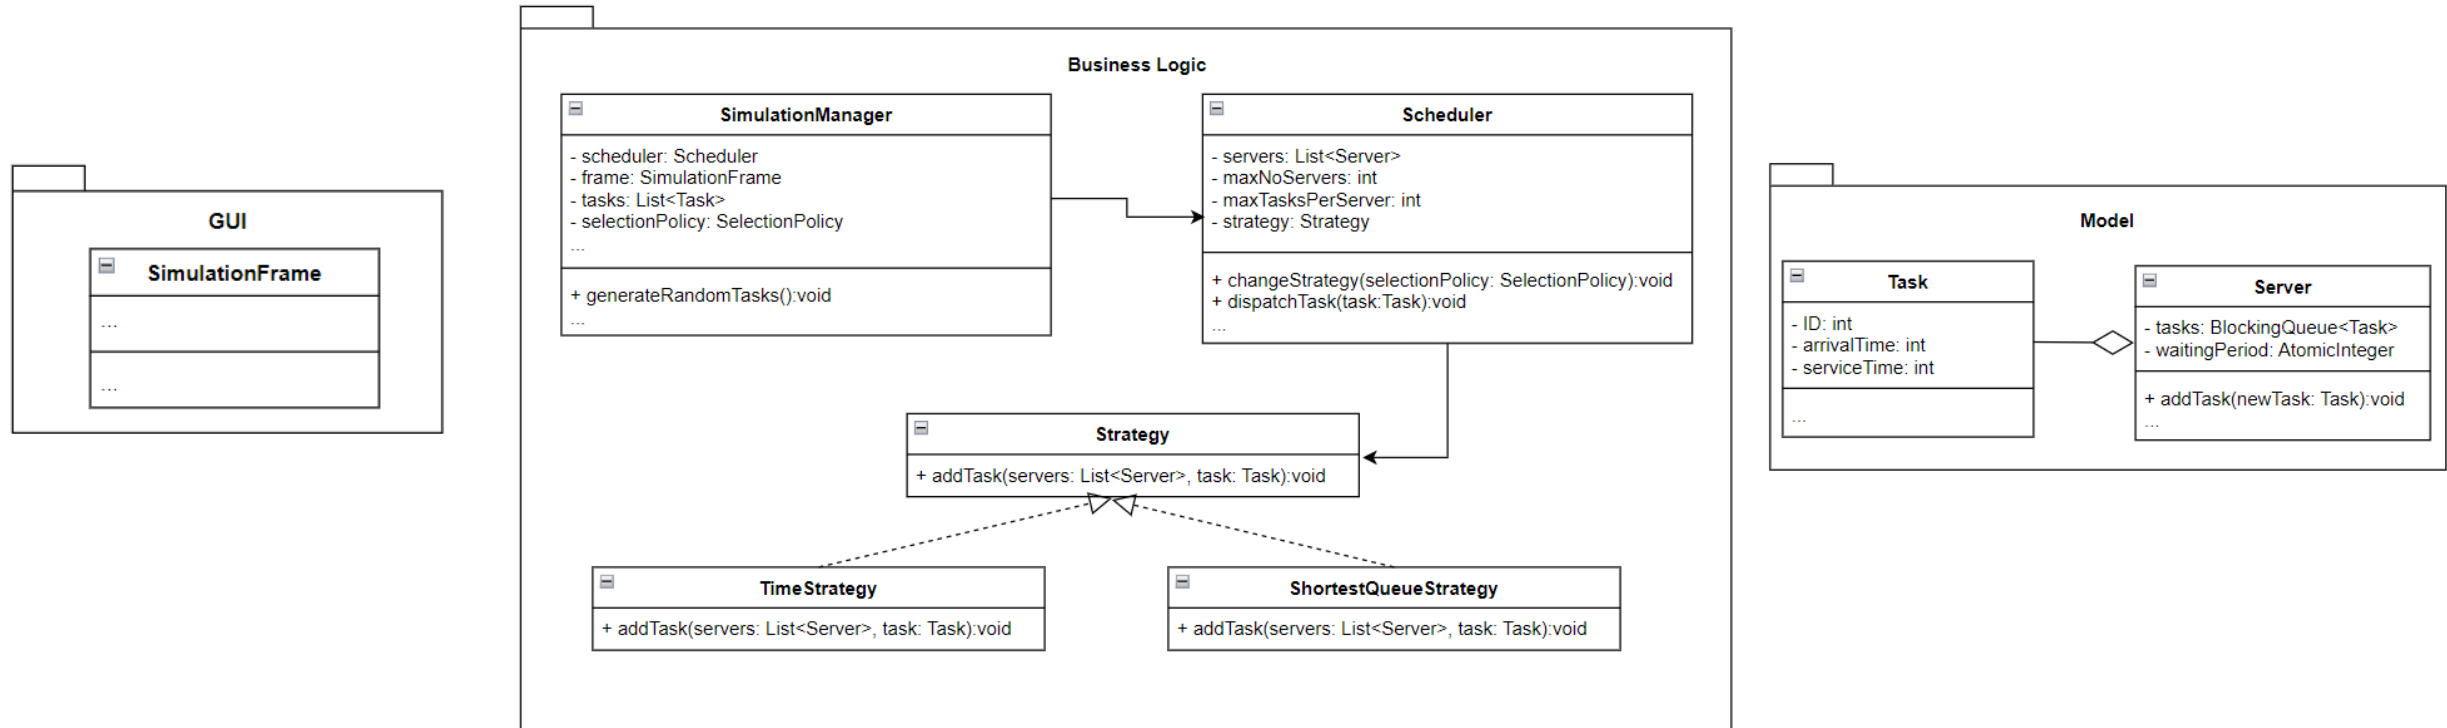 GUI
SimulationFrame
...
...
Business Logic
SimulationManager
- scheduler: Scheduler
- frame: SimulationFrame
- tasks: List<Task>
- selectionPolicy: SelectionPolicy
...
+ generateRandomTasks():void
...
Scheduler
- servers: List<Server>
- maxNoServers: int
- maxTasksPerServer: int
- strategy: Strategy
+ changeStrategy(selectionPolicy: SelectionPolicy):void
+ dispatchTask(task:Task):void
...
Strategy
+ addTask(servers: List<Server>, task: Task):void
TimeStrategy
+ addTask(servers: List<Server>, task: Task):void
ShortestQueueStrategy
+ addTask(servers: List<Server>, task: Task):void
Model
Task
- ID: int
- arrivalTime: int
- serviceTime: int
...
Server
- tasks: BlockingQueue<Task>
- waitingPeriod: AtomicInteger
+ addTask(newTask: Task):void
...